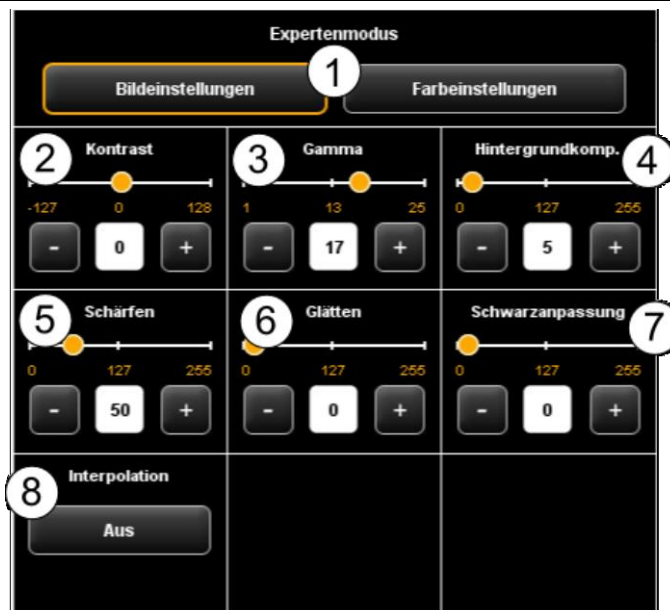 Expertenmodus
1
Bildeinstellungen Farbeinstellungen
2 Kontrast
-127 0 128
- 0 +
3 Gamma
1 13 25
- 17 +
Hintergrundkomp. 4
0 127 255
- 5 +
5 Schärfen
0 127 255
- 50 +
6 Glätten
0 127 255
- 0 +
Schwarzanpassung 7
0 127 255
- 0 +
8 Interpolation
Aus